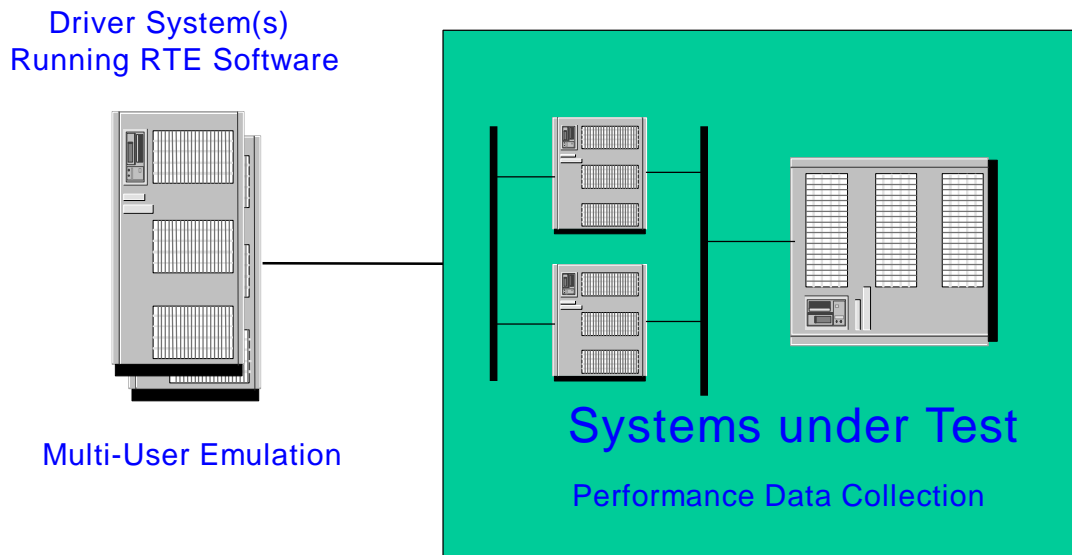 Driver System(s)
Running RTE Software
Multi-User Emulation
Systems under Test
Performance Data Collection